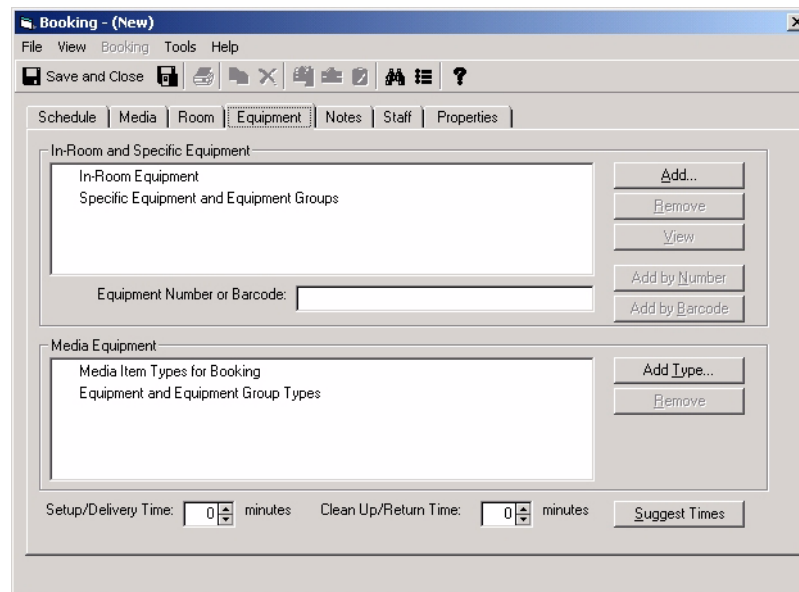 Booking - (New)
File View Booking Tools Help
Save and Close ?
Schedule Media Room Equipment Notes Staff Properties
In-Room and Specific Equipment
In-Room Equipment
Specific Equipment and Equipment Groups
Add...
Remove
View
Equipment Number or Barcode:
Add by Number
Add by Barcode
Media Equipment
Media Item Types for Booking
Equipment and Equipment Group Types
Add Type...
Remove
Setup/Delivery Time: 0 minutes Clean Up/Return Time: 0 minutes Suggest Times